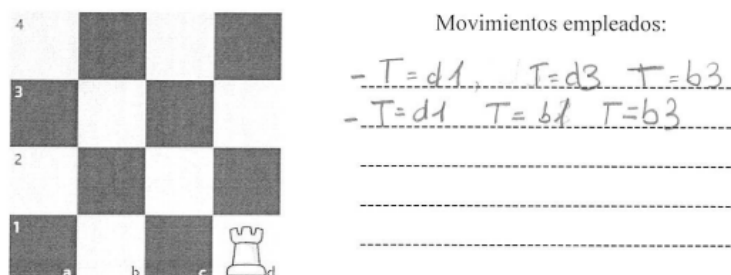 Movimientos empleados:
- T=d1, T=d3 T=b3
- T=d1 T=b1 T=b3
4
3
2
1
a b c d